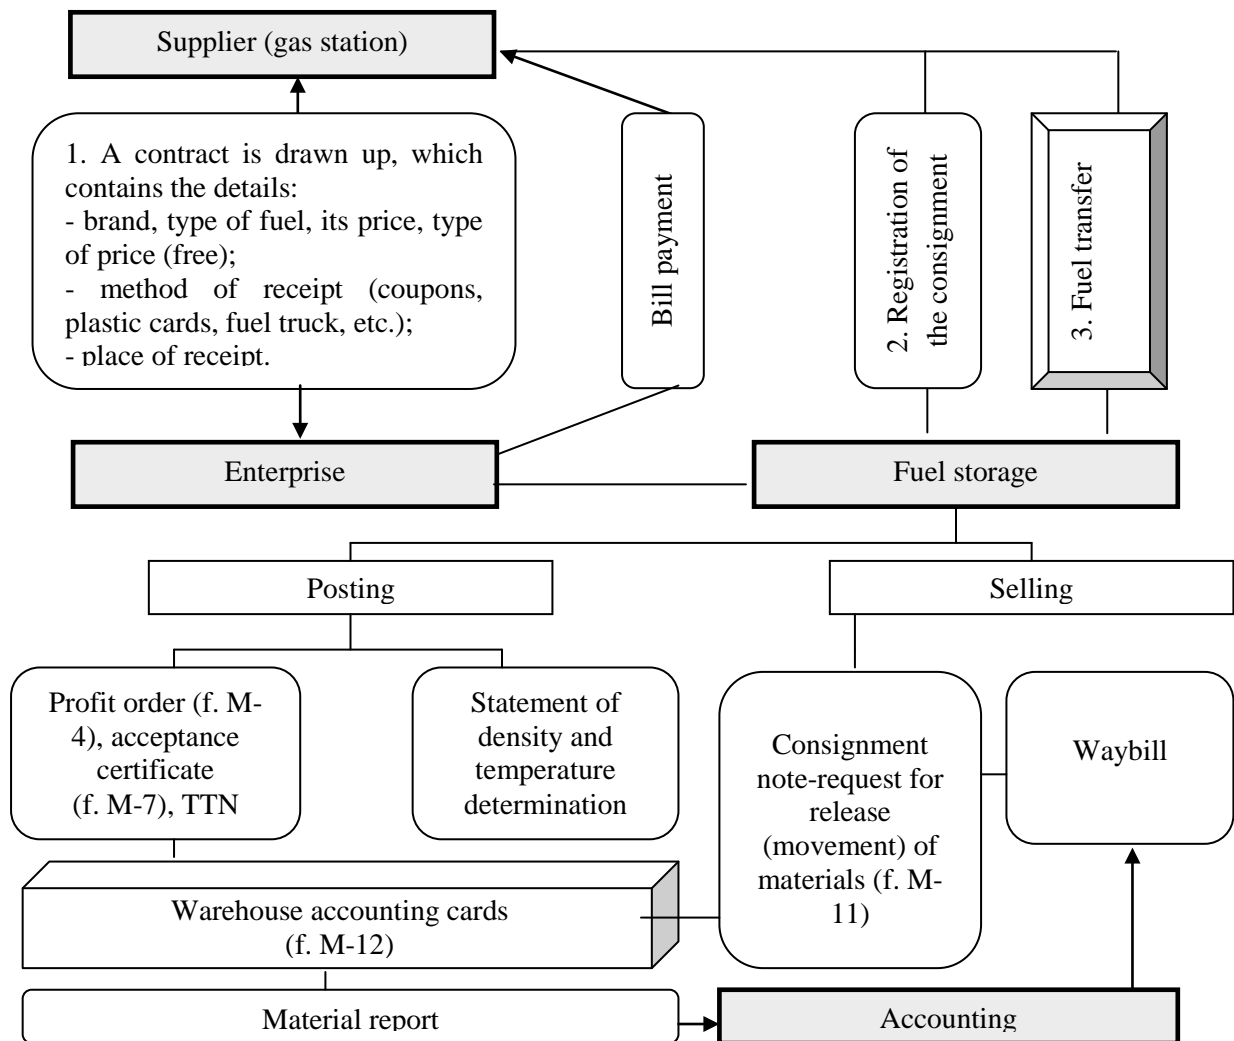 Supplier (gas station)
1. A contract is drawn up, which
contains the details:
- brand, type of fuel, its price, type
of price (free);
- method of receipt (coupons,
plastic cards, fuel truck, etc.);
- place of receipt.
Bill payment
2. Registration of
the consignment
3. Fuel transfer
Enterprise
Fuel storage
Posting
Selling
Profit order (f. M-
4), acceptance
certificate
(f. M-7), TTN
Statement of
density and
temperature
determination
Consignment
note-request for
release
(movement) of
materials (f. M-
11)
Waybill
Warehouse accounting cards
(f. M-12)
Material report
Accounting